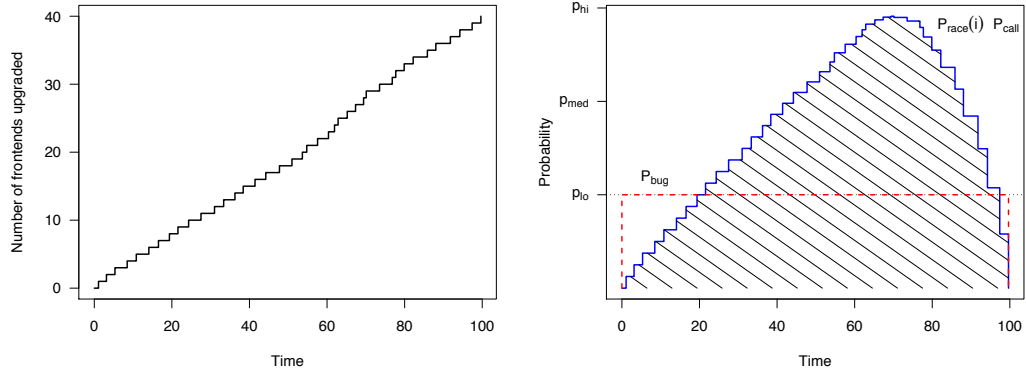 Number of frontends upgraded
40
30
20
10
0
0 20 40 60 80 100
Time
Probability
p_hi
p_med
p_lo
P_race(i) P_call
P_bug
0 20 40 60 80 100
Time